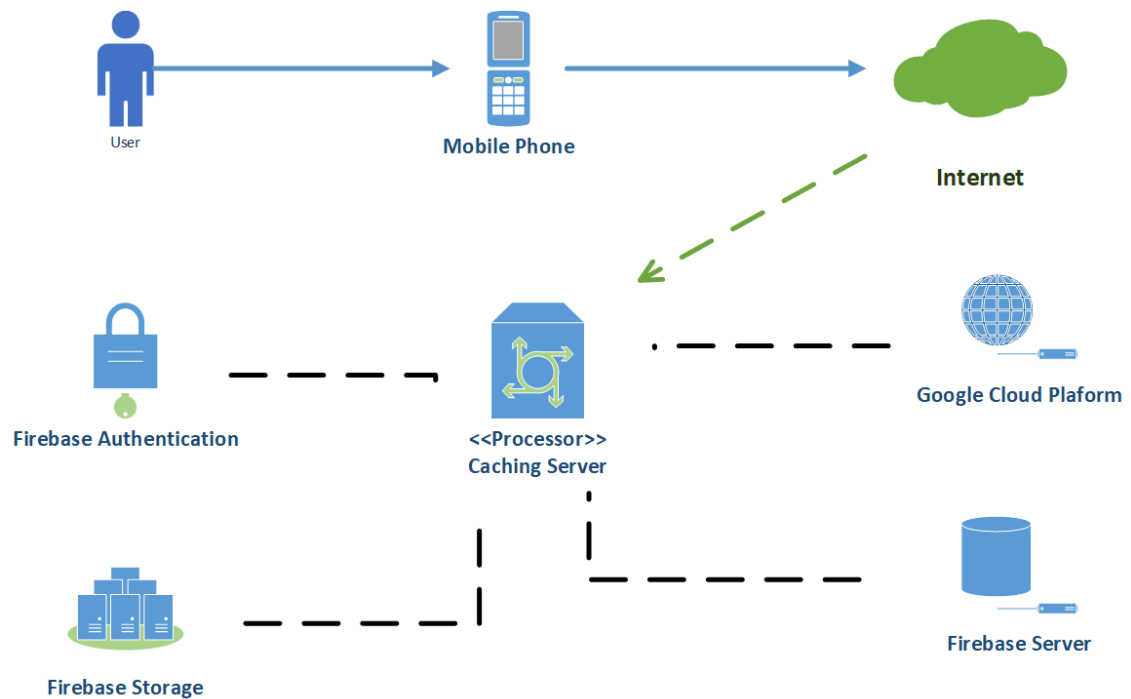 User
Mobile Phone
Internet
Google Cloud Plaform
Firebase Authentication
<<Processor>>
Caching Server
Firebase Server
Firebase Storage